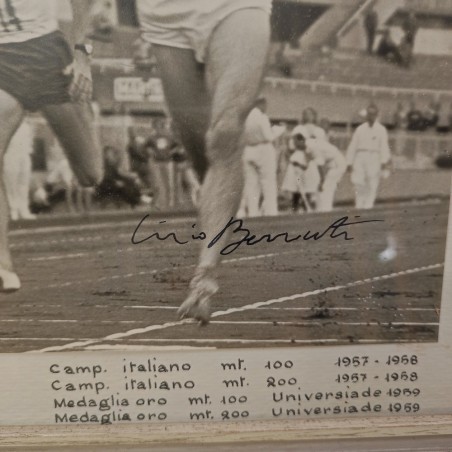 Livio Berruti
Camp. italiano mt. 100 1957 - 1958
Camp. italiano mt. 200 1957 - 1958
Medaglia oro mt. 100 Universiade 1959
Medaglia oro mt. 200 Universiade 1959